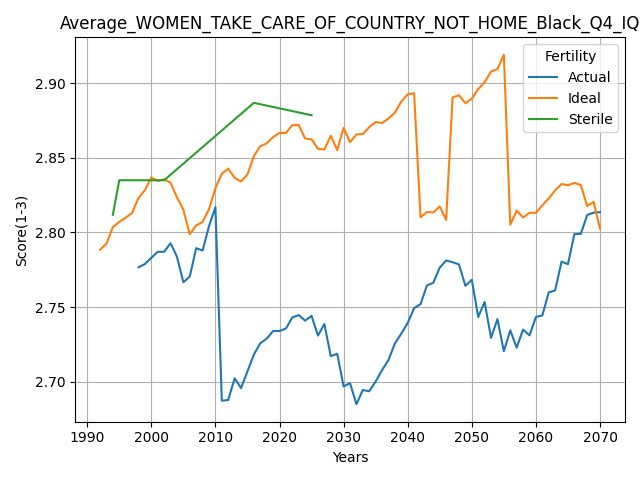 Average_WOMEN_TAKE_CARE_OF_COUNTRY_NOT_HOME_Black_Q4_IQ
Fertility
Actual
Ideal
Sterile
Score(1-3)
2.90
2.85
2.80
2.75
2.70
1990 2000 2010 2020 2030 2040 2050 2060 2070
Years